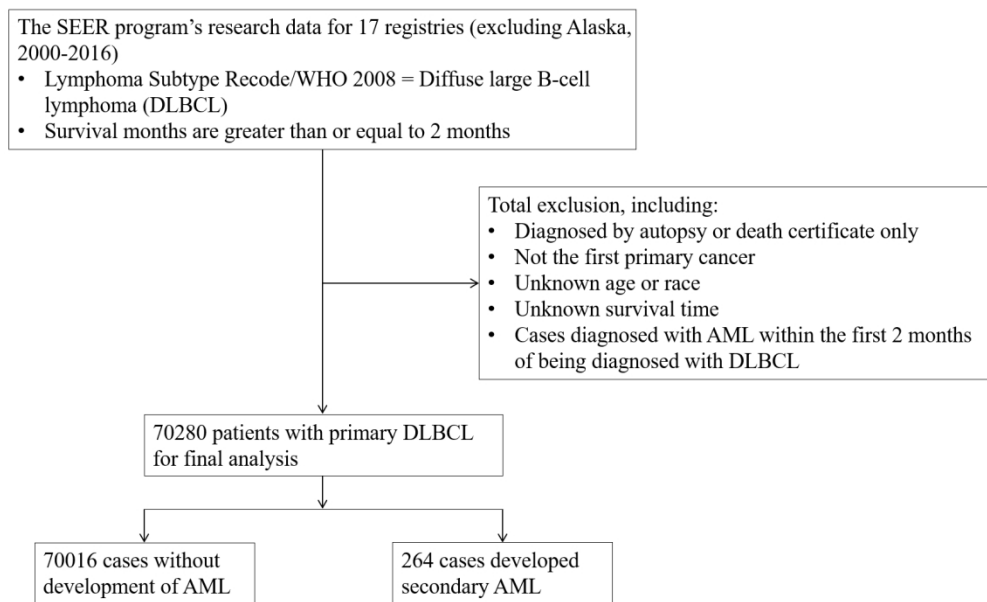 The SEER program’s research data for 17 registries (excluding Alaska,
2000-2016)
• Lymphoma Subtype Recode/WHO 2008 = Diffuse large B-cell
lymphoma (DLBCL)
• Survival months are greater than or equal to 2 months
Total exclusion, including:
• Diagnosed by autopsy or death certificate only
• Not the first primary cancer
• Unknown age or race
• Unknown survival time
• Cases diagnosed with AML within the first 2 months
of being diagnosed with DLBCL
70280 patients with primary DLBCL
for final analysis
70016 cases without
development of AML
264 cases developed
secondary AML